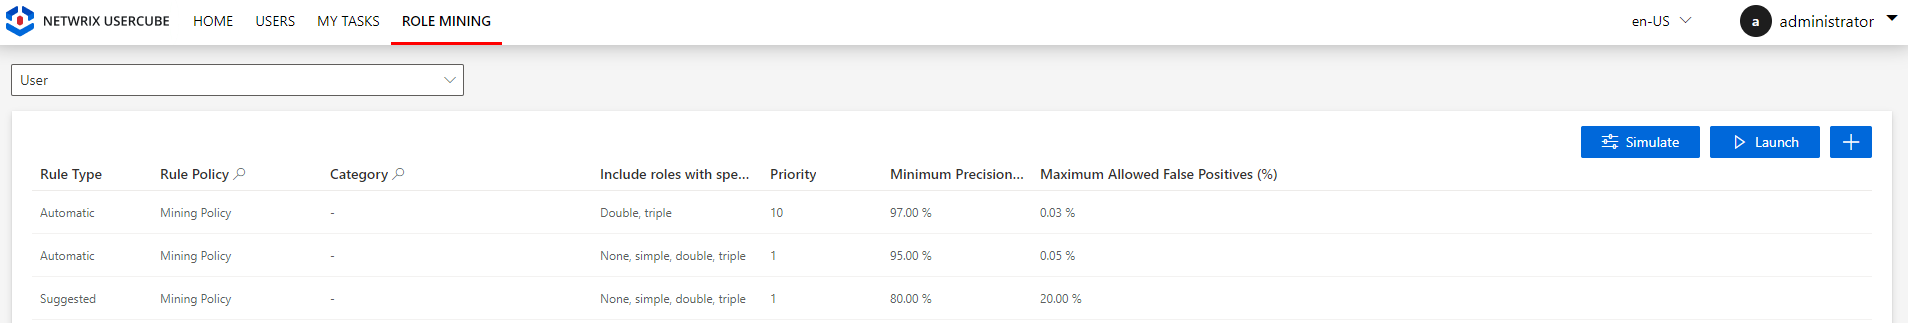 NETWRIX USERCUBE HOME USERS MY TASKS ROLE MINING en-US a administrator
User
Simulate Launch
Rule Type Rule Policy Category Include roles with spe... Priority Minimum Precision... Maximum Allowed False Positives (%)
Automatic Mining Policy - Double, triple 10 97.00 % 0.03 %
Automatic Mining Policy - None, simple, double, triple 1 95.00 % 0.05 %
Suggested Mining Policy - None, simple, double, triple 1 80.00 % 20.00 %